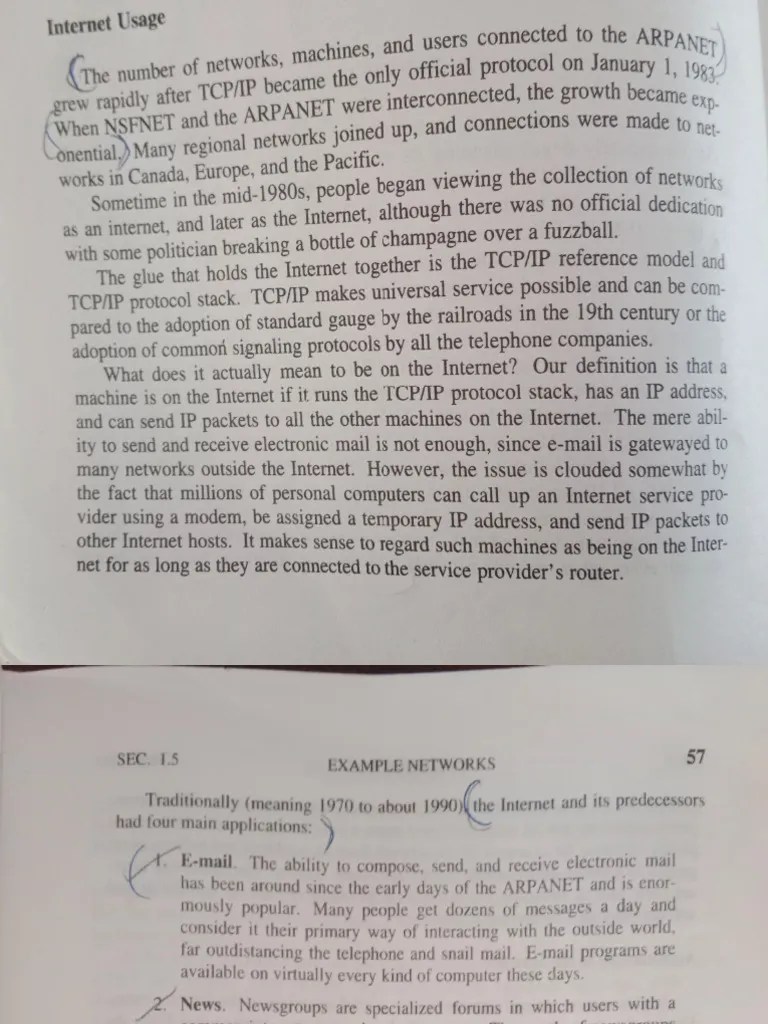 Internet Usage
The number of networks, machines, and users connected to the ARPANET
grew rapidly after TCP/IP became the only official protocol on January 1, 1983.
When NSFNET and the ARPANET were interconnected, the growth became exp-
onential. Many regional networks joined up, and connections were made to net-
works in Canada, Europe, and the Pacific.
Sometime in the mid-1980s, people began viewing the collection of networks
as an internet, and later as the Internet, although there was no official dedication
with some politician breaking a bottle of champagne over a fuzzball.
The glue that holds the Internet together is the TCP/IP reference model and
TCP/IP protocol stack. TCP/IP makes universal service possible and can be com-
pared to the adoption of standard gauge by the railroads in the 19th century or the
adoption of common signaling protocols by all the telephone companies.
What does it actually mean to be on the Internet? Our definition is that a
machine is on the Internet if it runs the TCP/IP protocol stack, has an IP address,
and can send IP packets to all the other machines on the Internet. The mere abil-
ity to send and receive electronic mail is not enough, since e-mail is gatewayed to
many networks outside the Internet. However, the issue is clouded somewhat by
the fact that millions of personal computers can call up an Internet service pro-
vider using a modem, be assigned a temporary IP address, and send IP packets to
other Internet hosts. It makes sense to regard such machines as being on the Inter-
net for as long as they are connected to the service provider's router.
SEC. 1.5 EXAMPLE NETWORKS 57
Traditionally (meaning 1970 to about 1990) the Internet and its predecessors
had four main applications:
1. E-mail. The ability to compose, send, and receive electronic mail
has been around since the early days of the ARPANET and is enor-
mously popular. Many people get dozens of messages a day and
consider it their primary way of interacting with the outside world,
far outdistancing the telephone and snail mail. E-mail programs are
available on virtually every kind of computer these days.
2. News. Newsgroups are specialized forums in which users with a